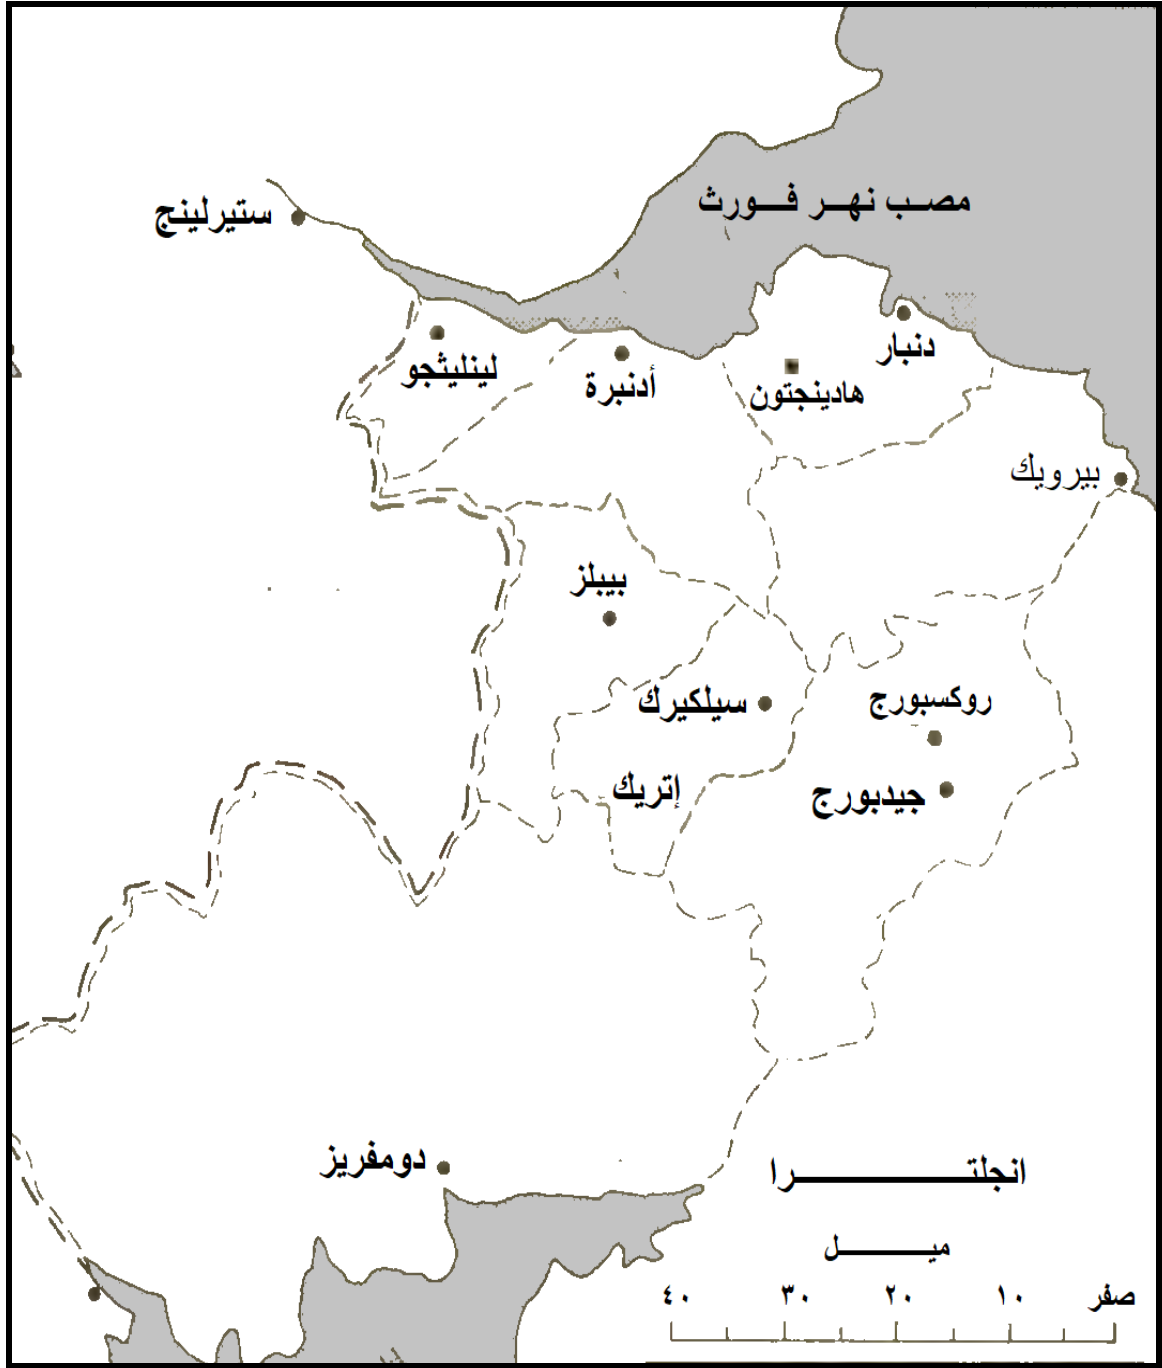 مصب نهر فورث
ستيرلينج
دنبار
لينليثجو
أدنبرة
هادينجتون
بيرويك
بيبلز
سيلكيرك
روكسبورج
إتريك
جيدبورج
دومفريز
انجلترا
ميل
صفر ١٠ ٢٠ ٣٠ ٤٠